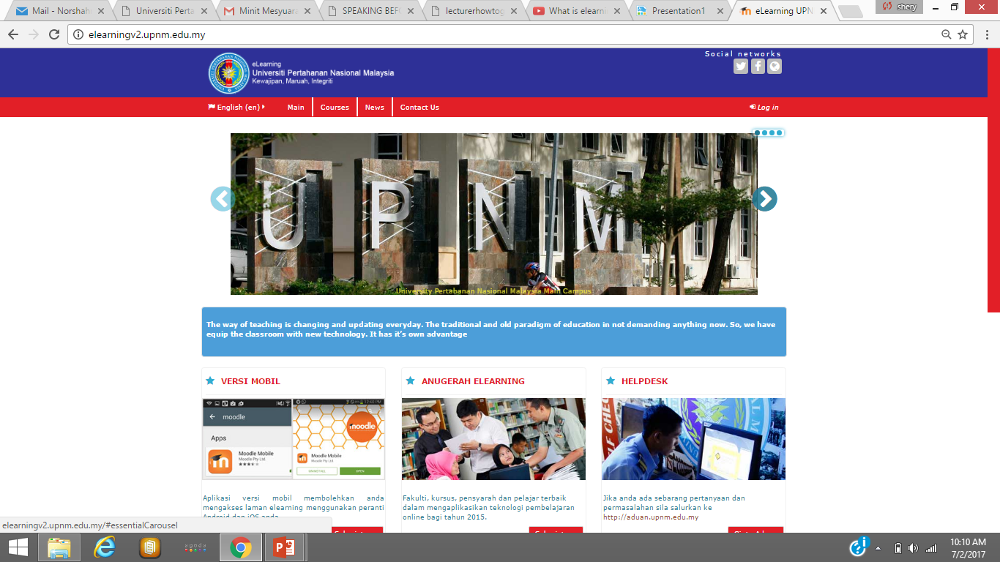 Mail - Norshah
Universiti Perta
Minit Mesyuara
SPEAKING BEF
lecturerhowtog
What is elearni
Presentation1
eLearning UPN
shery
elearningv2.upnm.edu.my
Social networks
eLearning
Universiti Pertahanan Nasional Malaysia
Kewajipan, Maruah, Integriti
English (en) Main Courses News Contact Us Log in
U P N M
University Pertahanan Nasional Malaysia Main Campus
The way of teaching is changing and updating everyday. The traditional and old paradigm of education in not demanding anything now. So, we have
equip the classroom with new technology. It has it's own advantage
VERSI MOBIL
moodle
Apps
Moodle Mobile
Moodle Pty Ltd.
12:40 PM
moodle
Moodle Mobile
Moodle Pty Ltd.
UNINSTALL OPEN
Aplikasi versi mobil membolehkan anda
mengakses laman elearning menggunakan peranti
Android dan iOS anda
ANUGERAH ELEARNING
Fakulti, kursus, pensyarah dan pelajar terbaik
dalam mengaplikasikan teknologi pembelajaran
online bagi tahun 2015.
HELPDESK
Jika anda ada sebarang pertanyaan dan
permasalahan sila salurkan ke
http://aduan.upnm.edu.my
elearningv2.upnm.edu.my/#essentialCarousel
10:10 AM
7/2/2017